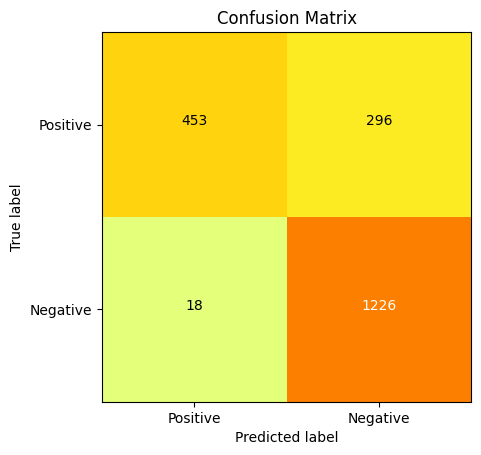 Confusion Matrix
True label
Positive
453 296
Negative
18 1226
Positive Negative
Predicted label